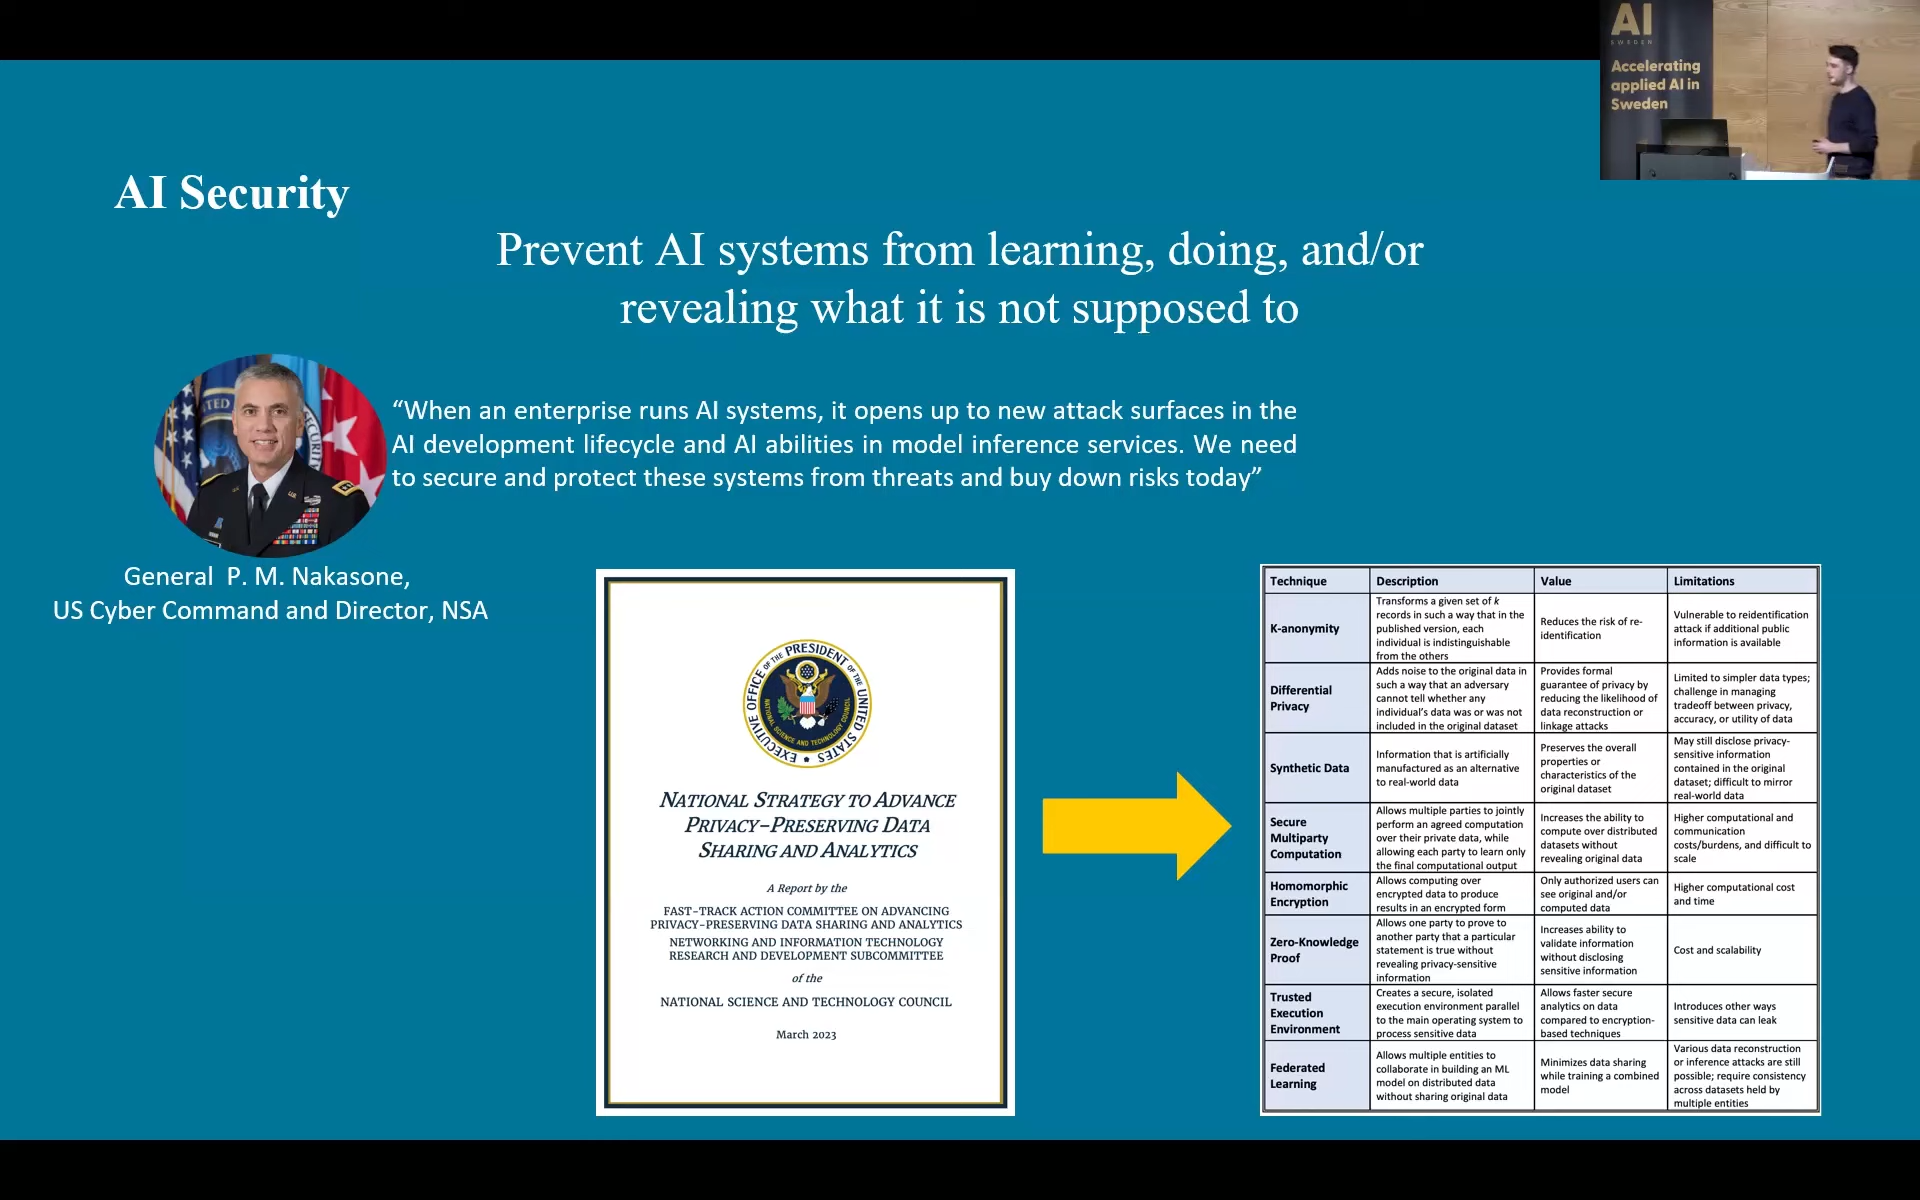 AI
SWEDEN
Accelerating
applied AI in
Sweden
AI Security
Prevent AI systems from learning, doing, and/or
revealing what it is not supposed to
“When an enterprise runs AI systems, it opens up to new attack surfaces in the
AI development lifecycle and AI abilities in model inference services. We need
to secure and protect these systems from threats and buy down risks today”
General P. M. Nakasone,
US Cyber Command and Director, NSA
EXECUTIVE OFFICE OF THE PRESIDENT OF THE UNITED STATES
NATIONAL SCIENCE AND TECHNOLOGY COUNCIL
NATIONAL STRATEGY TO ADVANCE
PRIVACY-PRESERVING DATA
SHARING AND ANALYTICS
A Report by the
FAST-TRACK ACTION COMMITTEE ON ADVANCING
PRIVACY-PRESERVING DATA SHARING AND ANALYTICS
NETWORKING AND INFORMATION TECHNOLOGY
RESEARCH AND DEVELOPMENT SUBCOMMITTEE
of the
NATIONAL SCIENCE AND TECHNOLOGY COUNCIL
March 2023
Technique Description Value Limitations
K-anonymity
Transforms a given set of k
records in such a way that in the
published version, each
individual is indistinguishable
from the others
Reduces the risk of re-
identification
Vulnerable to reidentification
attack if additional public
information is available
Differential
Privacy
Adds noise to the original data in
such a way that an adversary
cannot tell whether any
individual’s data was or was not
included in the original dataset
Provides formal
guarantee of privacy by
reducing the likelihood of
data reconstruction or
linkage attacks
Limited to simpler data types;
challenge in managing
tradeoff between privacy,
accuracy, or utility of data
Synthetic Data
Information that is artificially
manufactured as an alternative
to real-world data
Preserves the overall
properties or
characteristics of the
original dataset
May still disclose privacy-
sensitive information
contained in the original
dataset; difficult to mirror
real-world data
Secure
Multiparty
Computation
Allows multiple parties to jointly
perform an agreed computation
over their private data, while
allowing each party to learn only
the final computational output
Increases the ability to
compute over distributed
datasets without
revealing original data
Higher computational and
communication
costs/burdens, and difficult to
scale
Homomorphic
Encryption
Allows computing over
encrypted data to produce
results in an encrypted form
Only authorized users can
see original and/or
computed data
Higher computational cost
and time
Zero-Knowledge
Proof
Allows one party to prove to
another party that a particular
statement is true without
revealing privacy-sensitive
information
Increases ability to
validate information
without disclosing
sensitive information
Cost and scalability
Trusted
Execution
Environment
Creates a secure, isolated
execution environment parallel
to the main operating system to
process sensitive data
Allows faster secure
analytics on data
compared to encryption-
based techniques
Introduces other ways
sensitive data can leak
Federated
Learning
Allows multiple entities to
collaborate in building an ML
model on distributed data
without sharing original data
Minimizes data sharing
while training a combined
model
Various data reconstruction
or inference attacks are still
possible; require consistency
across datasets held by
multiple entities